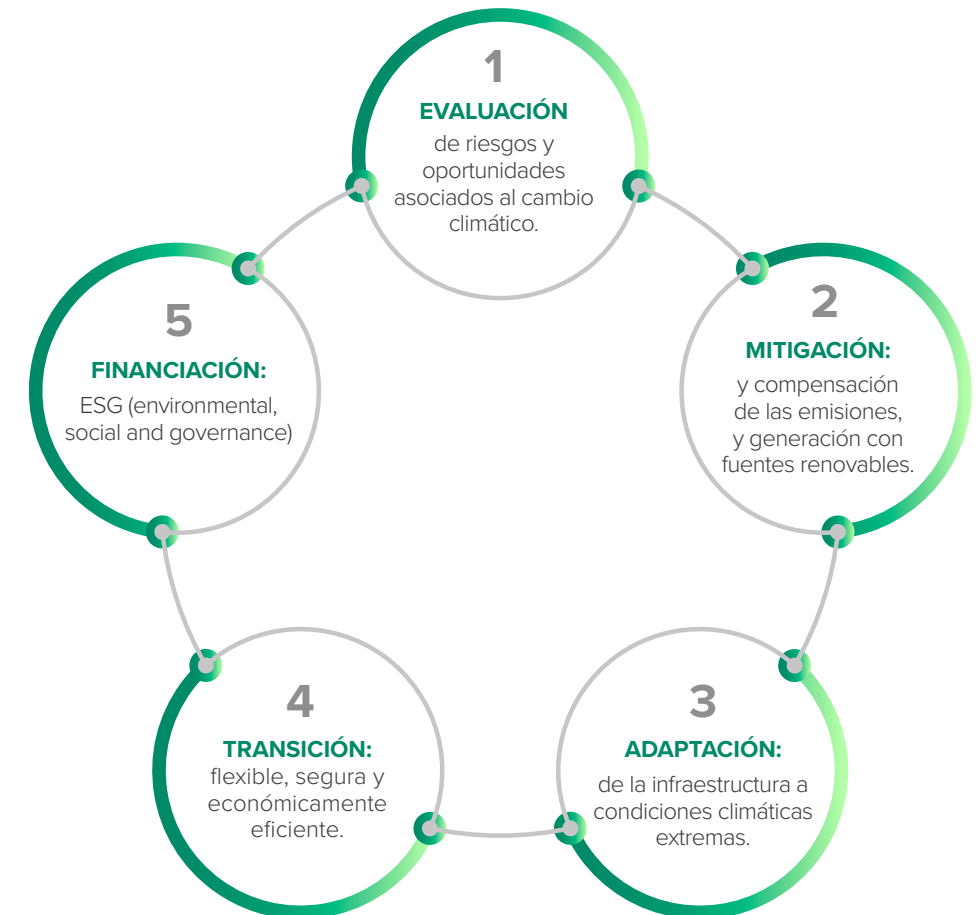 1
EVALUACIÓN
de riesgos y
oportunidades
asociados al cambio
climático.
2
MITIGACIÓN:
y compensación
de las emisiones,
y generación con
fuentes renovables.
3
ADAPTACIÓN:
de la infraestructura a
condiciones climáticas
extremas.
4
TRANSICIÓN:
flexible, segura y
económicamente
eficiente.
5
FINANCIACIÓN:
ESG (environmental,
social and governance)